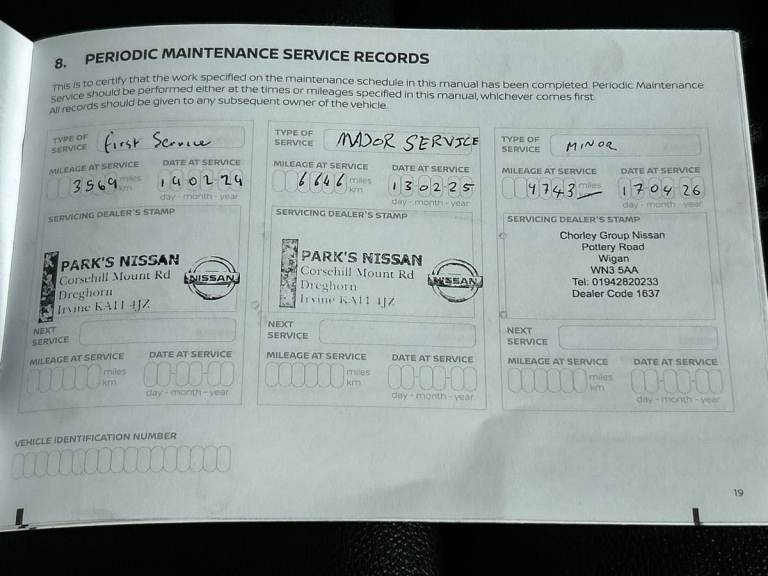 8. PERIODIC MAINTENANCE SERVICE RECORDS
This is to certify that the work specified on the maintenance schedule in this manual has been completed. Periodic Maintenance
Service should be performed either at the times or mileages specified in this manual, whichever comes first.
All records should be given to any subsequent owner of the vehicle.
TYPE OF
SERVICE
First Service
MILEAGE AT SERVICE DATE AT SERVICE
3569 miles
km
190224
day - month - year
SERVICING DEALER'S STAMP
PARK'S NISSAN
Corsehill Mount Rd
Dreghorn
Irvine KA11 4JZ
NISSAN
NEXT
SERVICE
MILEAGE AT SERVICE DATE AT SERVICE
miles
km
day - month - year
TYPE OF
SERVICE
MAJOR SERVICE
MILEAGE AT SERVICE DATE AT SERVICE
6646 miles
km
130225
day - month - year
SERVICING DEALER'S STAMP
PARK'S NISSAN
Corsehill Mount Rd
Dreghorn
Irvine KA11 4JZ
NISSAN
NEXT
SERVICE
MILEAGE AT SERVICE DATE AT SERVICE
miles
km
day - month - year
TYPE OF
SERVICE
MINOR
MILEAGE AT SERVICE DATE AT SERVICE
9743 miles
km
170426
day - month - year
SERVICING DEALER'S STAMP
Chorley Group Nissan
Pottery Road
Wigan
WN3 5AA
Tel: 01942820233
Dealer Code 1637
NEXT
SERVICE
MILEAGE AT SERVICE DATE AT SERVICE
miles
km
day - month - year
VEHICLE IDENTIFICATION NUMBER
19